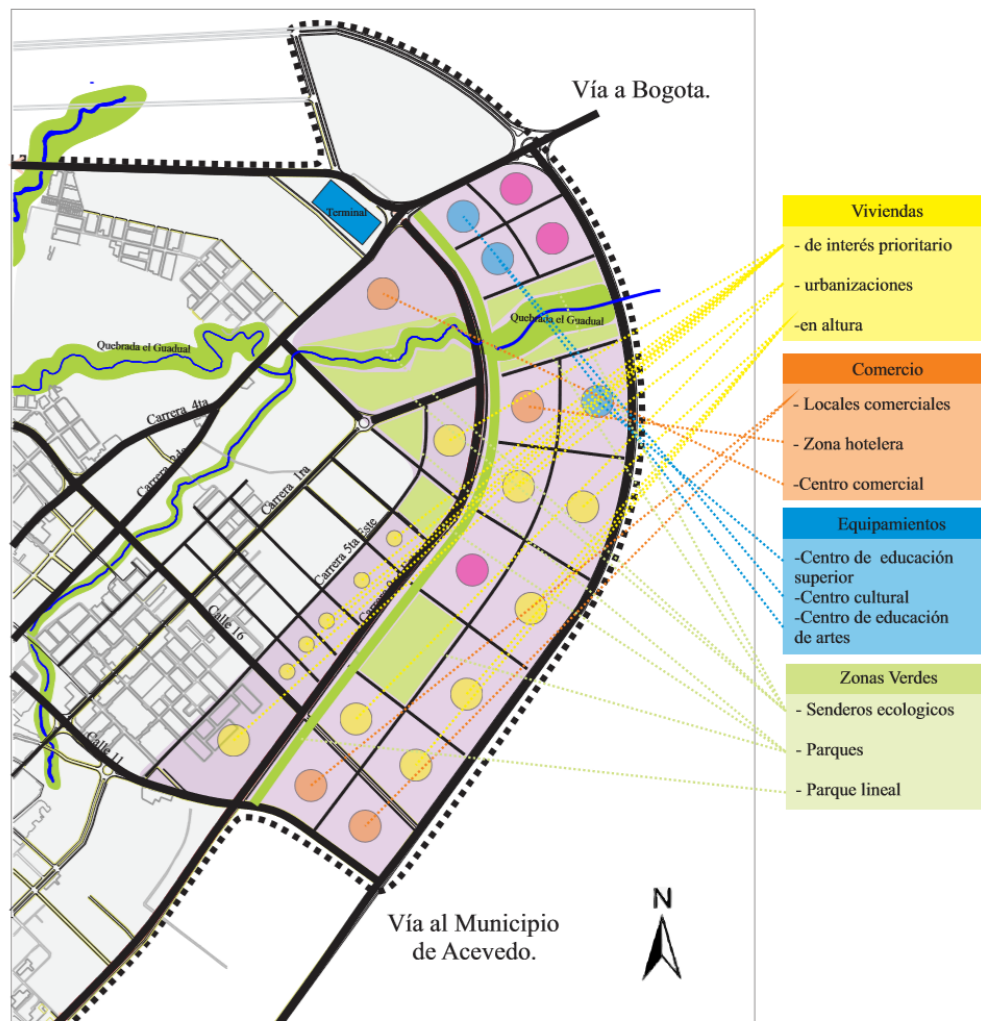 Vía a Bogota.
Terminal
Quebrada el Guadual
Quebrada el Guadual
Carrera 4ta
Carrera 1ra
Carrera 5ta Este
Calle 16
Calle 11
Vía al Municipio
de Acevedo.
N
Viviendas
- de interés prioritario
- urbanizaciones
-en altura
Comercio
- Locales comerciales
- Zona hotelera
-Centro comercial
Equipamientos
-Centro de educación
superior
-Centro cultural
-Centro de educación
de artes
Zonas Verdes
- Senderos ecologicos
- Parques
- Parque lineal